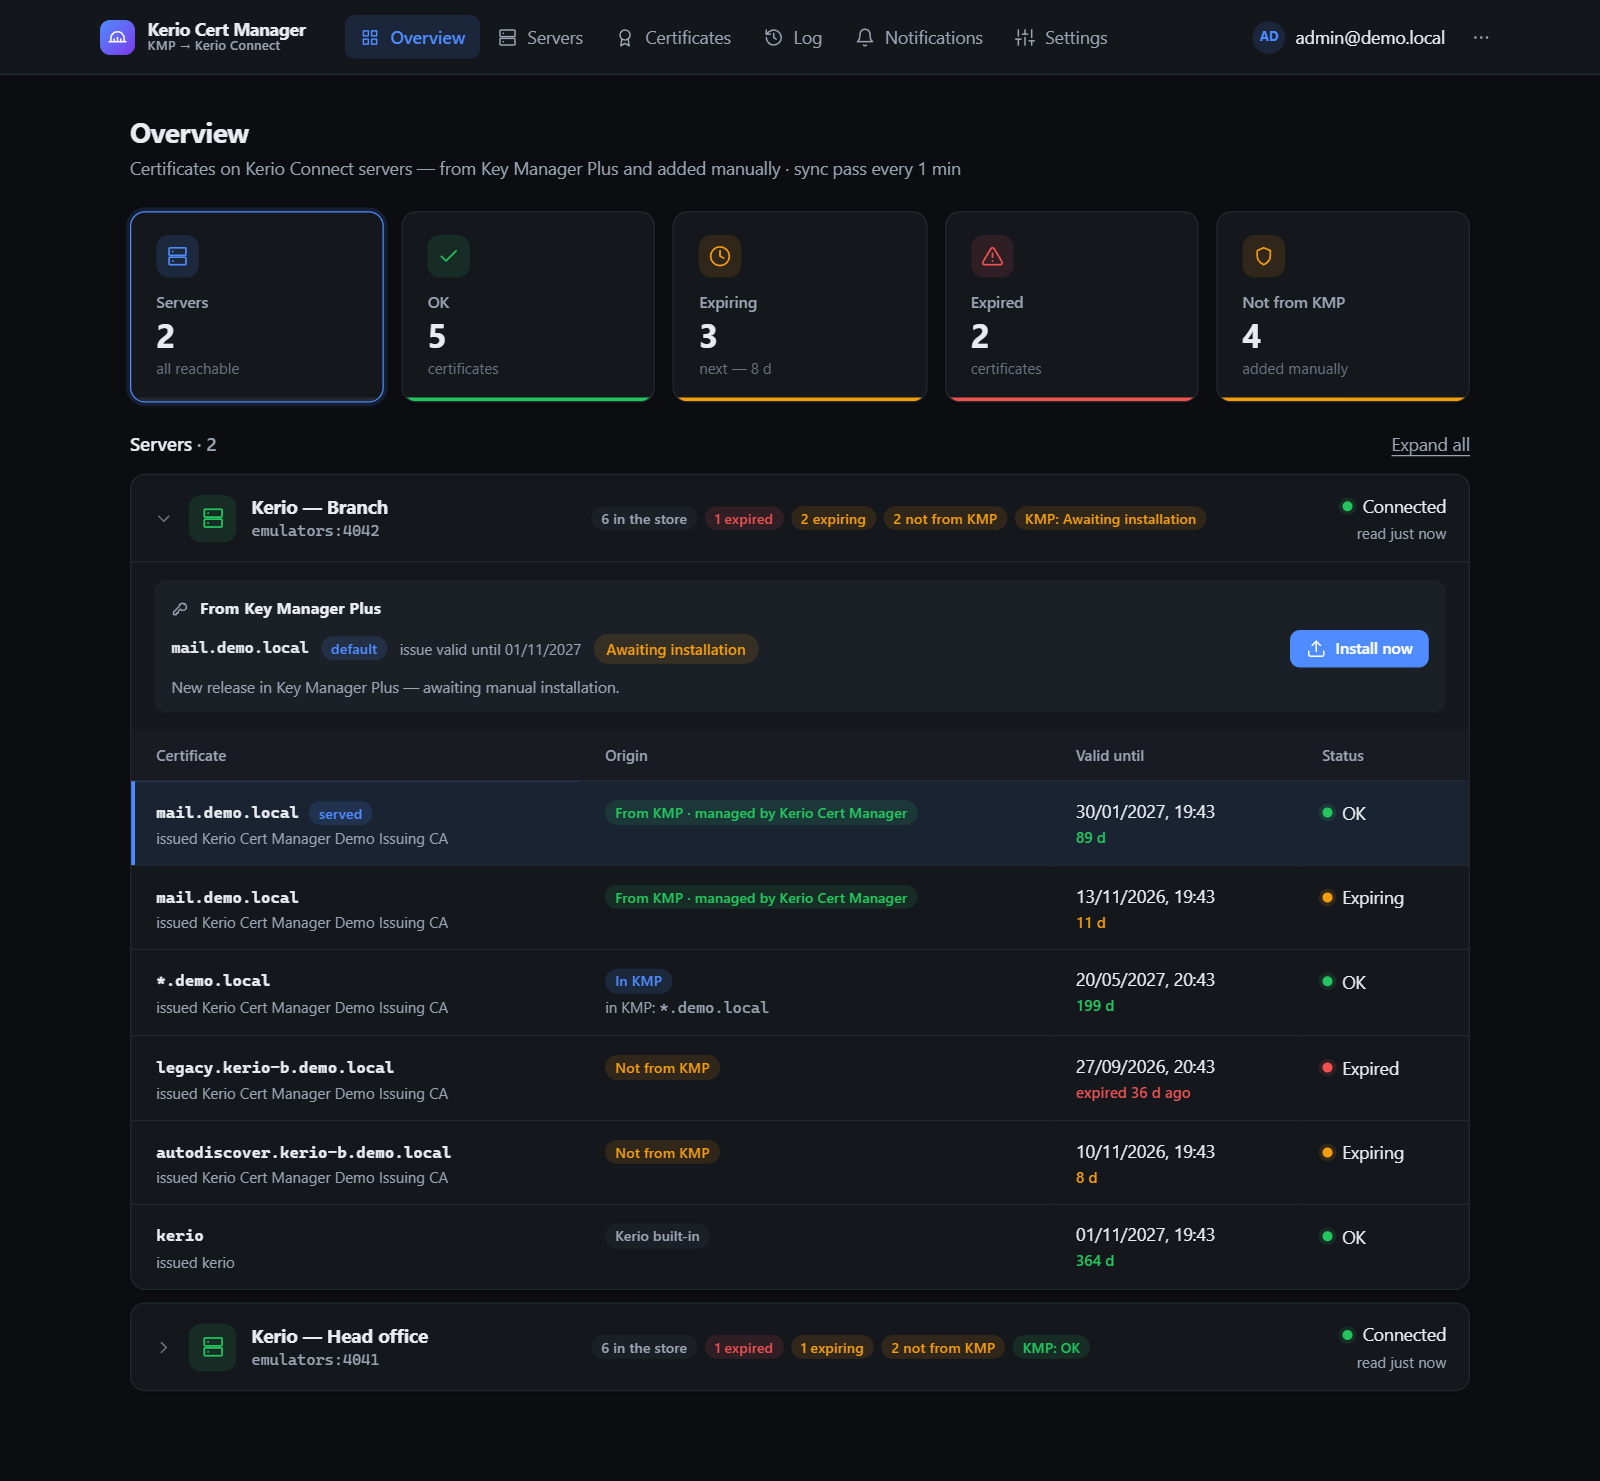 Kerio Cert Manager
KMP → Kerio Connect
Overview
Servers
Certificates
Log
Notifications
Settings
AD
admin@demo.local
Overview
Certificates on Kerio Connect servers — from Key Manager Plus and added manually · sync pass every 1 min
Servers
2
all reachable
OK
5
certificates
Expiring
3
next — 8 d
Expired
2
certificates
Not from KMP
4
added manually
Servers · 2
Expand all
Kerio — Branch
emulators:4042
6 in the store
1 expired
2 expiring
2 not from KMP
KMP: Awaiting installation
Connected
read just now
From Key Manager Plus
mail.demo.local default issue valid until 01/11/2027 Awaiting installation
Install now
New release in Key Manager Plus — awaiting manual installation.
Certificate Origin Valid until Status
mail.demo.local served
issued Kerio Cert Manager Demo Issuing CA
From KMP · managed by Kerio Cert Manager
30/01/2027, 19:43
89 d
OK
mail.demo.local
issued Kerio Cert Manager Demo Issuing CA
From KMP · managed by Kerio Cert Manager
13/11/2026, 19:43
11 d
Expiring
*.demo.local
issued Kerio Cert Manager Demo Issuing CA
In KMP
in KMP: *.demo.local
20/05/2027, 20:43
199 d
OK
legacy.kerio-b.demo.local
issued Kerio Cert Manager Demo Issuing CA
Not from KMP
27/09/2026, 20:43
expired 36 d ago
Expired
autodiscover.kerio-b.demo.local
issued Kerio Cert Manager Demo Issuing CA
Not from KMP
10/11/2026, 19:43
8 d
Expiring
kerio
issued kerio
Kerio built-in
01/11/2027, 19:43
364 d
OK
Kerio — Head office
emulators:4041
6 in the store
1 expired
1 expiring
2 not from KMP
KMP: OK
Connected
read just now